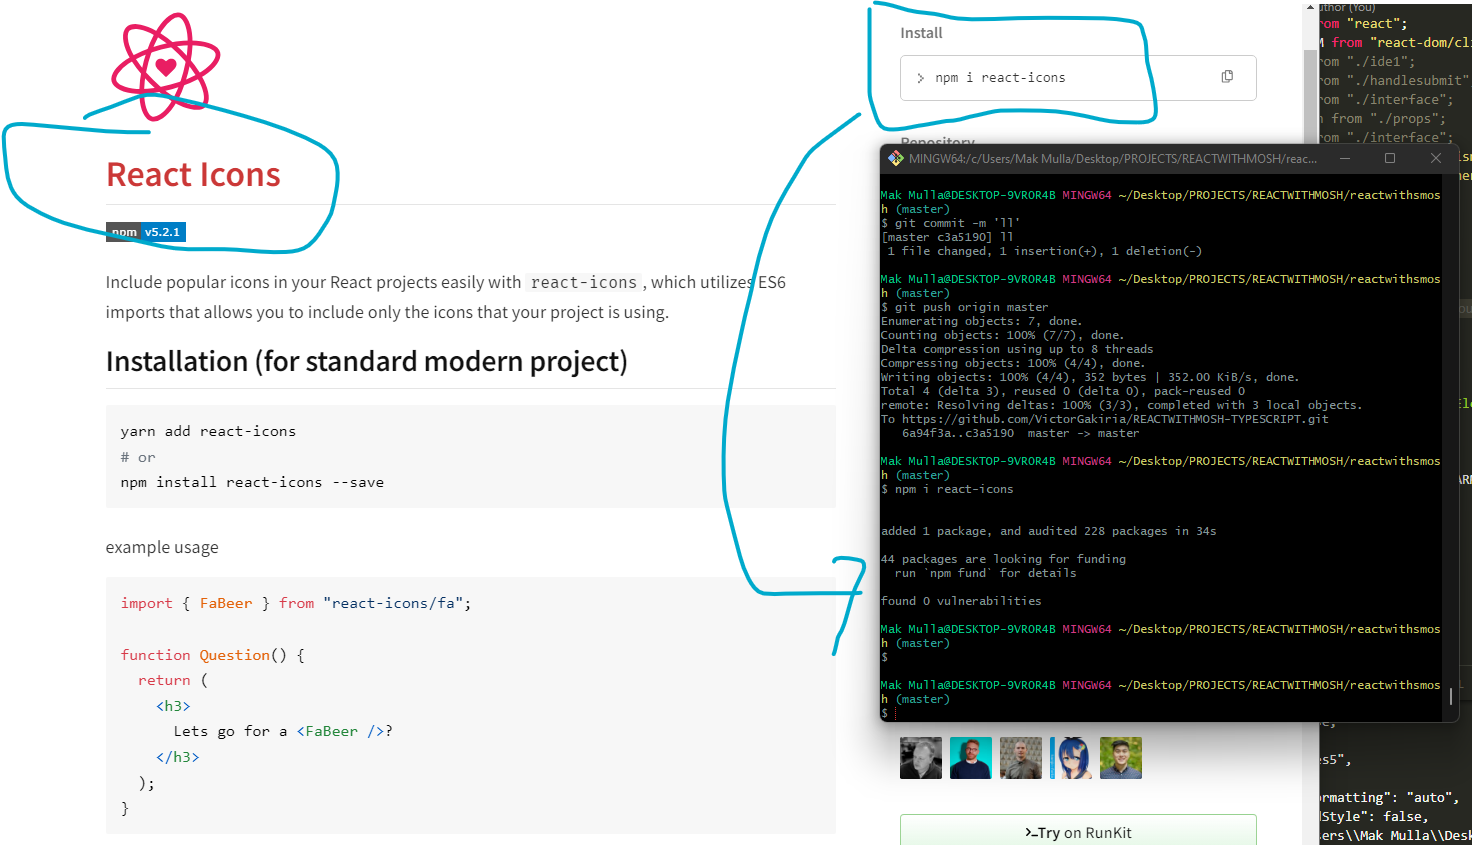 React Icons
npm v5.2.1
Include popular icons in your React projects easily with react-icons, which utilizes ES6
imports that allows you to include only the icons that your project is using.
Installation (for standard modern project)
yarn add react-icons
# or
npm install react-icons --save
example usage
import { FaBeer } from "react-icons/fa";
function Question() {
return (
<h3>
Lets go for a <FaBeer />?
</h3>
);
}
Install
> npm i react-icons
Repository
MINGW64:/c/Users/Mak Mulla/Desktop/PROJECTS/REACTWITHMOSH/reac...
Mak Mulla@DESKTOP-9VR0R4B MINGW64 ~/Desktop/PROJECTS/REACTWITHMOSH/reactwithsmos
h (master)
$ git commit -m 'll'
[master c3a5190] ll
1 file changed, 1 insertion(+), 1 deletion(-)
Mak Mulla@DESKTOP-9VR0R4B MINGW64 ~/Desktop/PROJECTS/REACTWITHMOSH/reactwithsmos
h (master)
$ git push origin master
Enumerating objects: 7, done.
Counting objects: 100% (7/7), done.
Delta compression using up to 8 threads
Compressing objects: 100% (4/4), done.
Writing objects: 100% (4/4), 352 bytes | 352.00 KiB/s, done.
Total 4 (delta 3), reused 0 (delta 0), pack-reused 0
remote: Resolving deltas: 100% (3/3), completed with 3 local objects.
To https://github.com/VictorGakiria/REACTWITHMOSH-TYPESCRIPT.git
6a94f3a..c3a5190  master -> master
Mak Mulla@DESKTOP-9VR0R4B MINGW64 ~/Desktop/PROJECTS/REACTWITHMOSH/reactwithsmos
h (master)
$ npm i react-icons
added 1 package, and audited 228 packages in 34s
44 packages are looking for funding
run `npm fund` for details
found 0 vulnerabilities
Mak Mulla@DESKTOP-9VR0R4B MINGW64 ~/Desktop/PROJECTS/REACTWITHMOSH/reactwithsmos
h (master)
$
Mak Mulla@DESKTOP-9VR0R4B MINGW64 ~/Desktop/PROJECTS/REACTWITHMOSH/reactwithsmos
h (master)
$
>_Try on RunKit
uthor (You)
rom "react";
M from "react-dom/cli
rom "./ide1";
rom "./handlesubmit"
rom "./interface";
n from "./props";
rom "./interface";
es5",
ormatting": "auto",
dStyle": false,
sers\\Mak Mulla\\Desk